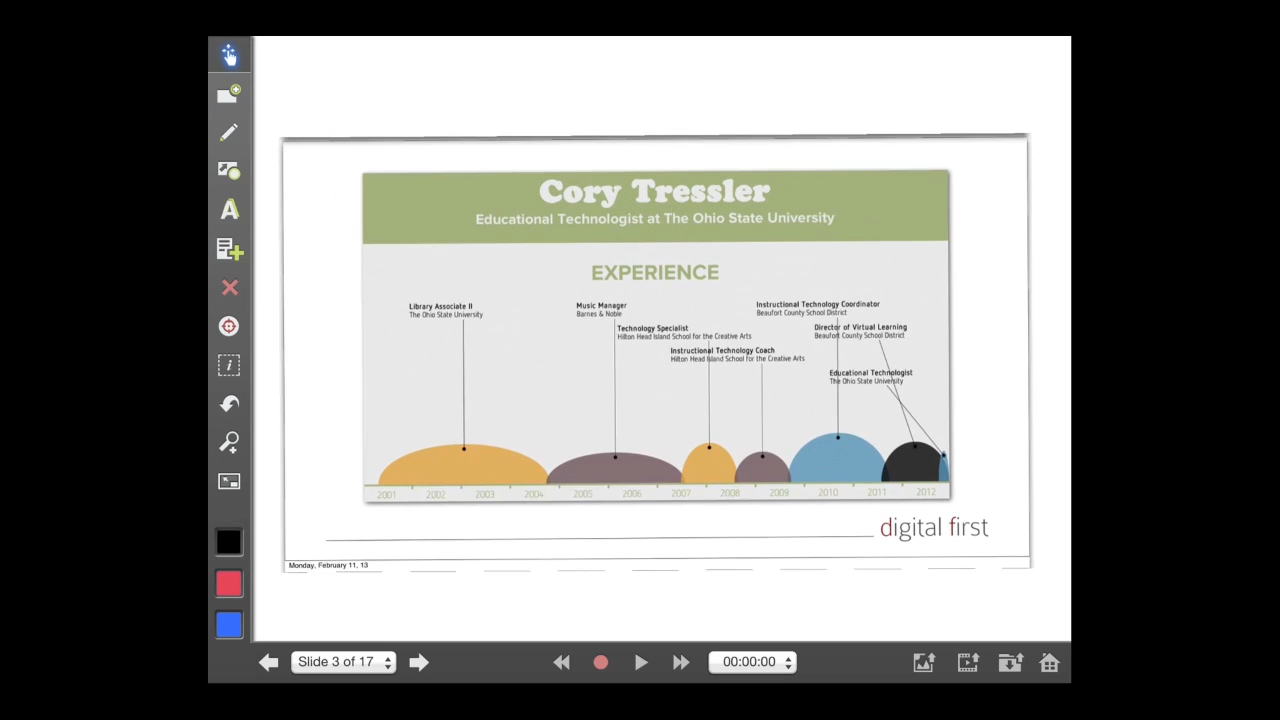 A
i
Cory Tressler
Educational Technologist at The Ohio State University
EXPERIENCE
Library Associate II
The Ohio State University
Music Manager
Barnes & Noble
Technology Specialist
Hilton Head Island School for the Creative Arts
Instructional Technology Coach
Hilton Head Island School for the Creative Arts
Instructional Technology Coordinator
Beaufort County School District
Director of Virtual Learning
Beaufort County School District
Educational Technologist
The Ohio State University
2001 2002 2003 2004 2005 2006 2007 2008 2009 2010 2011 2012
digital first
Monday, February 11, 13
Slide 3 of 17
00:00:00